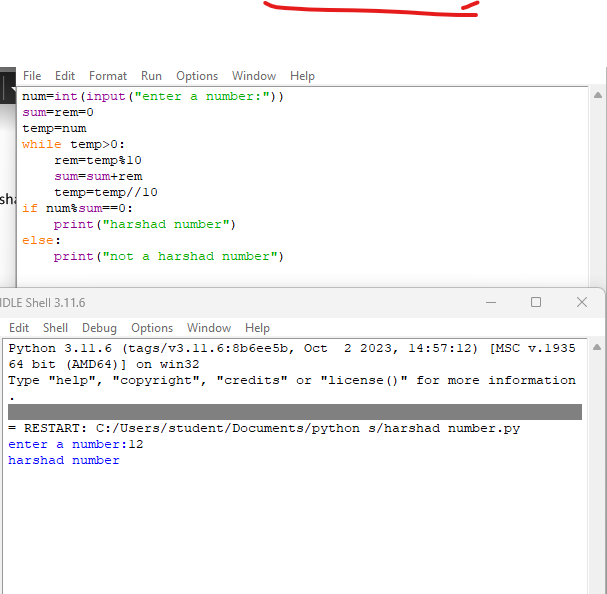 File Edit Format Run Options Window Help
num=int(input("enter a number:"))
sum=rem=0
temp=num
while temp>0:
    rem=temp%10
    sum=sum+rem
    temp=temp//10
if num%sum==0:
    print("harshad number")
else:
    print("not a harshad number")
IDLE Shell 3.11.6
Edit Shell Debug Options Window Help
Python 3.11.6 (tags/v3.11.6:8b6ee5b, Oct  2 2023, 14:57:12) [MSC v.1935
64 bit (AMD64)] on win32
Type "help", "copyright", "credits" or "license()" for more information
.
= RESTART: C:/Users/student/Documents/python s/harshad number.py
enter a number:12
harshad number